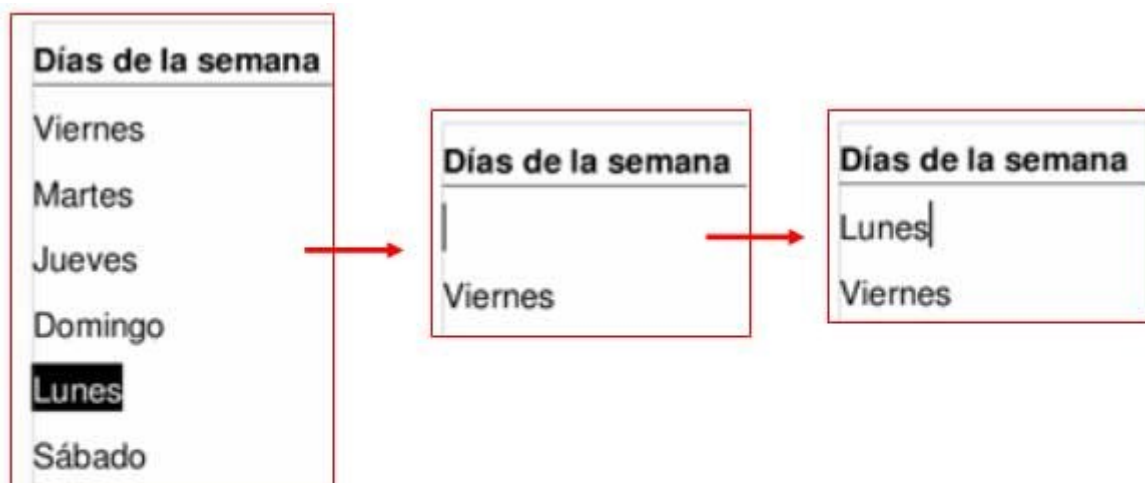 Días de la semana
Viernes
Martes
Jueves
Domingo
Lunes
Sábado
Días de la semana
Viernes
Días de la semana
Lunes
Viernes